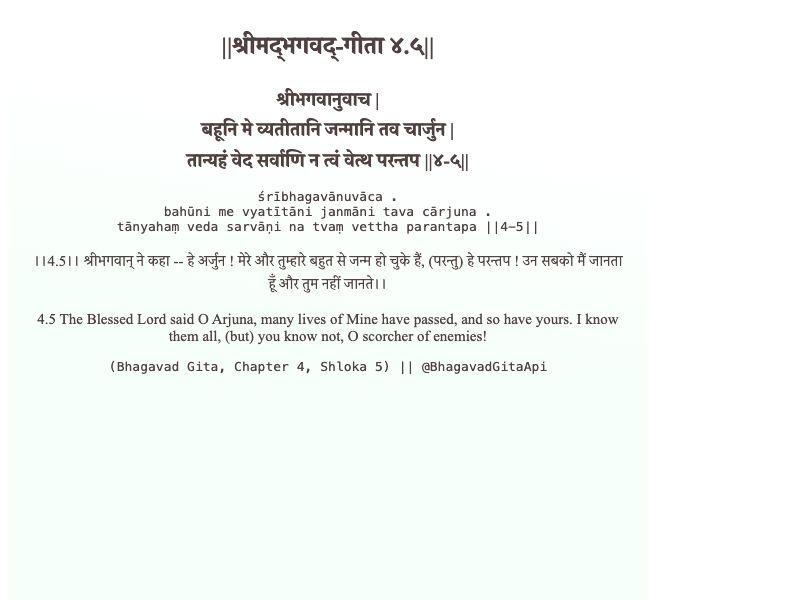 ||श्रीमद्‍भगवद्‍-गीता ४.५||
श्रीभगवानुवाच |
बहूनि मे व्यतीतानि जन्मानि तव चार्जुन |
तान्यहं वेद सर्वाणि न त्वं वेत्थ परन्तप ||४-५||
śrībhagavānuvāca .
bahūni me vyatītāni janmāni tava cārjuna .
tānyahaṃ veda sarvāṇi na tvaṃ vettha parantapa ||4-5||
।।4.5।। श्रीभगवान् ने कहा -- हे अर्जुन ! मेरे और तुम्हारे बहुत से जन्म हो चुके हैं, (परन्तु) हे परन्तप ! उन सबको मैं जानता
हूँ और तुम नहीं जानते।।
4.5 The Blessed Lord said O Arjuna, many lives of Mine have passed, and so have yours. I know
them all, (but) you know not, O scorcher of enemies!
(Bhagavad Gita, Chapter 4, Shloka 5) || @BhagavadGitaApi